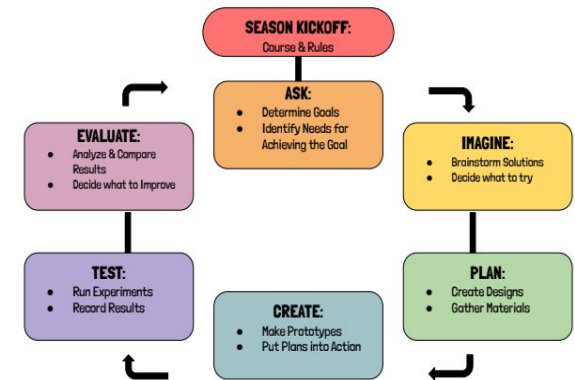 SEASON KICKOFF:
Course & Rules
ASK:
• Determine Goals
• Identify Needs for
Achieving the Goal
IMAGINE:
• Brainstorm Solutions
• Decide what to try
PLAN:
• Create Designs
• Gather Materials
CREATE:
• Make Prototypes
• Put Plans into Action
TEST:
• Run Experiments
• Record Results
EVALUATE:
• Analyze & Compare
Results
• Decide what to Improve